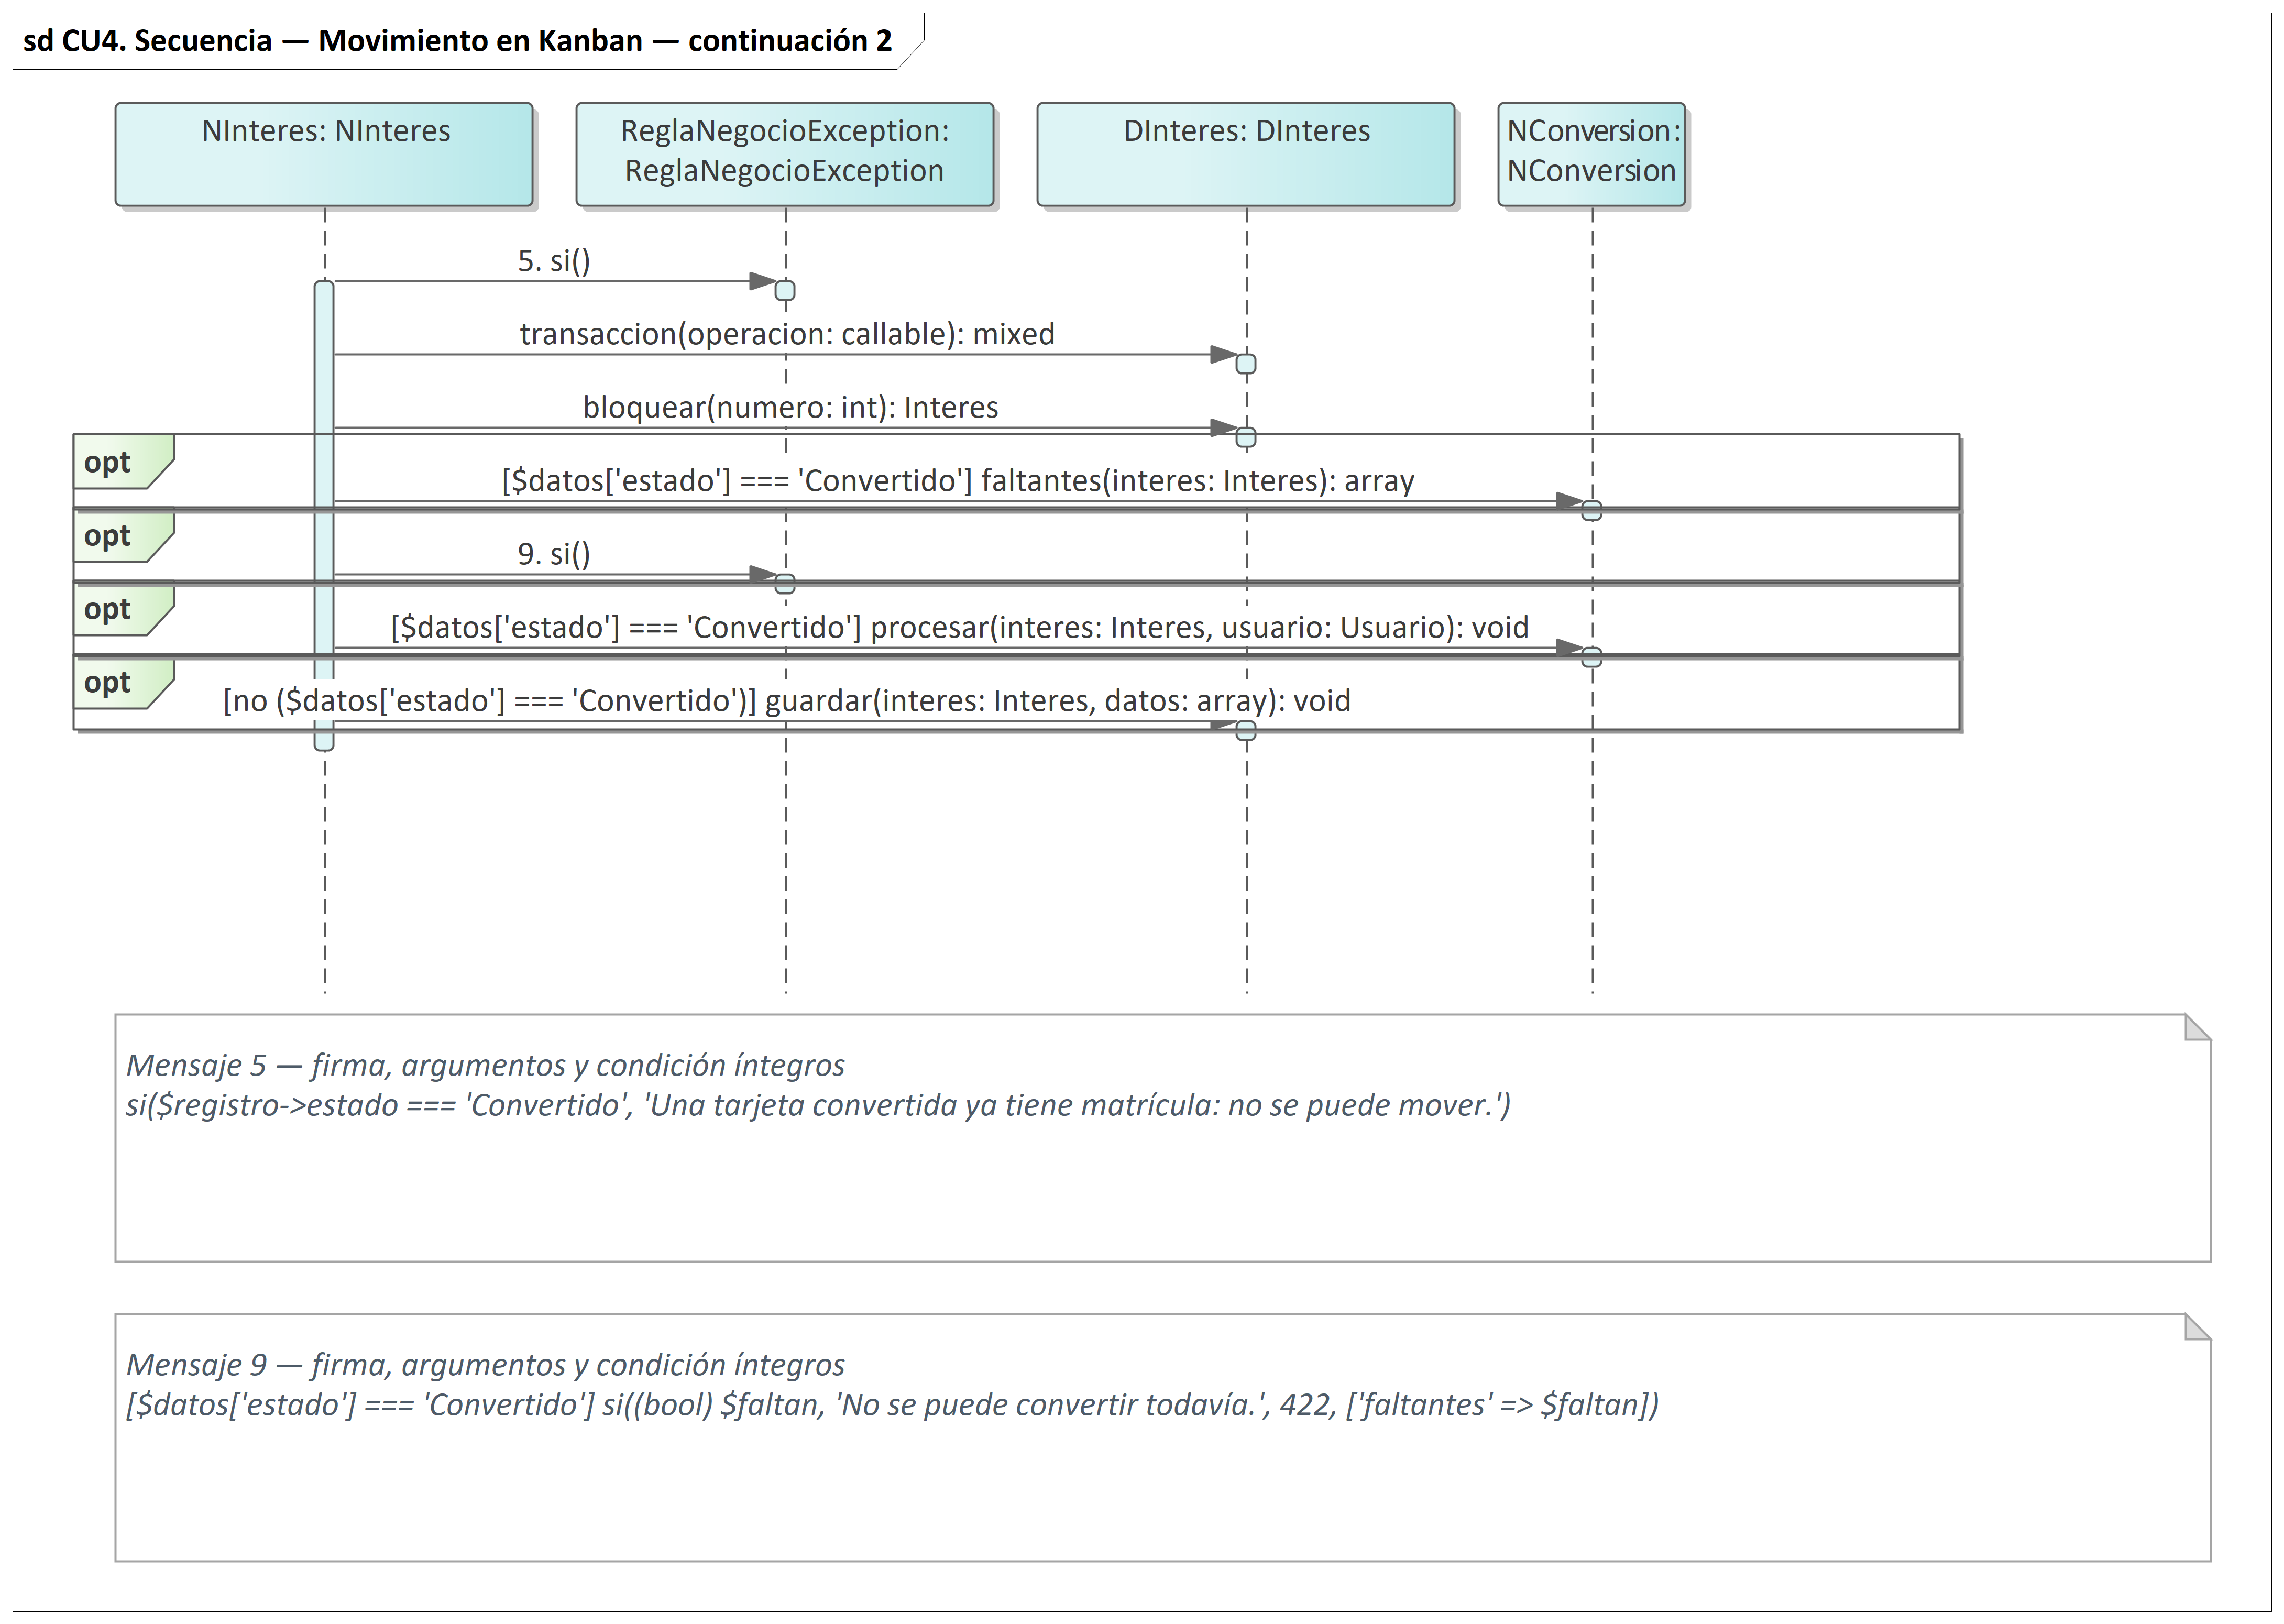 sd CU4. Secuencia — Movimiento en Kanban — continuación 2
NInteres: NInteres
ReglaNegocioException:
ReglaNegocioException
DInteres: DInteres
NConversion:
NConversion
5. si()
transaccion(operacion: callable): mixed
bloquear(numero: int): Interes
opt
[$datos['estado'] === 'Convertido'] faltantes(interes: Interes): array
opt
9. si()
opt
[$datos['estado'] === 'Convertido'] procesar(interes: Interes, usuario: Usuario): void
opt
[no ($datos['estado'] === 'Convertido')] guardar(interes: Interes, datos: array): void
Mensaje 5 — firma, argumentos y condición íntegros
si($registro->estado === 'Convertido', 'Una tarjeta convertida ya tiene matrícula: no se puede mover.')
Mensaje 9 — firma, argumentos y condición íntegros
[$datos['estado'] === 'Convertido'] si((bool) $faltan, 'No se puede convertir todavía.', 422, ['faltantes' => $faltan])